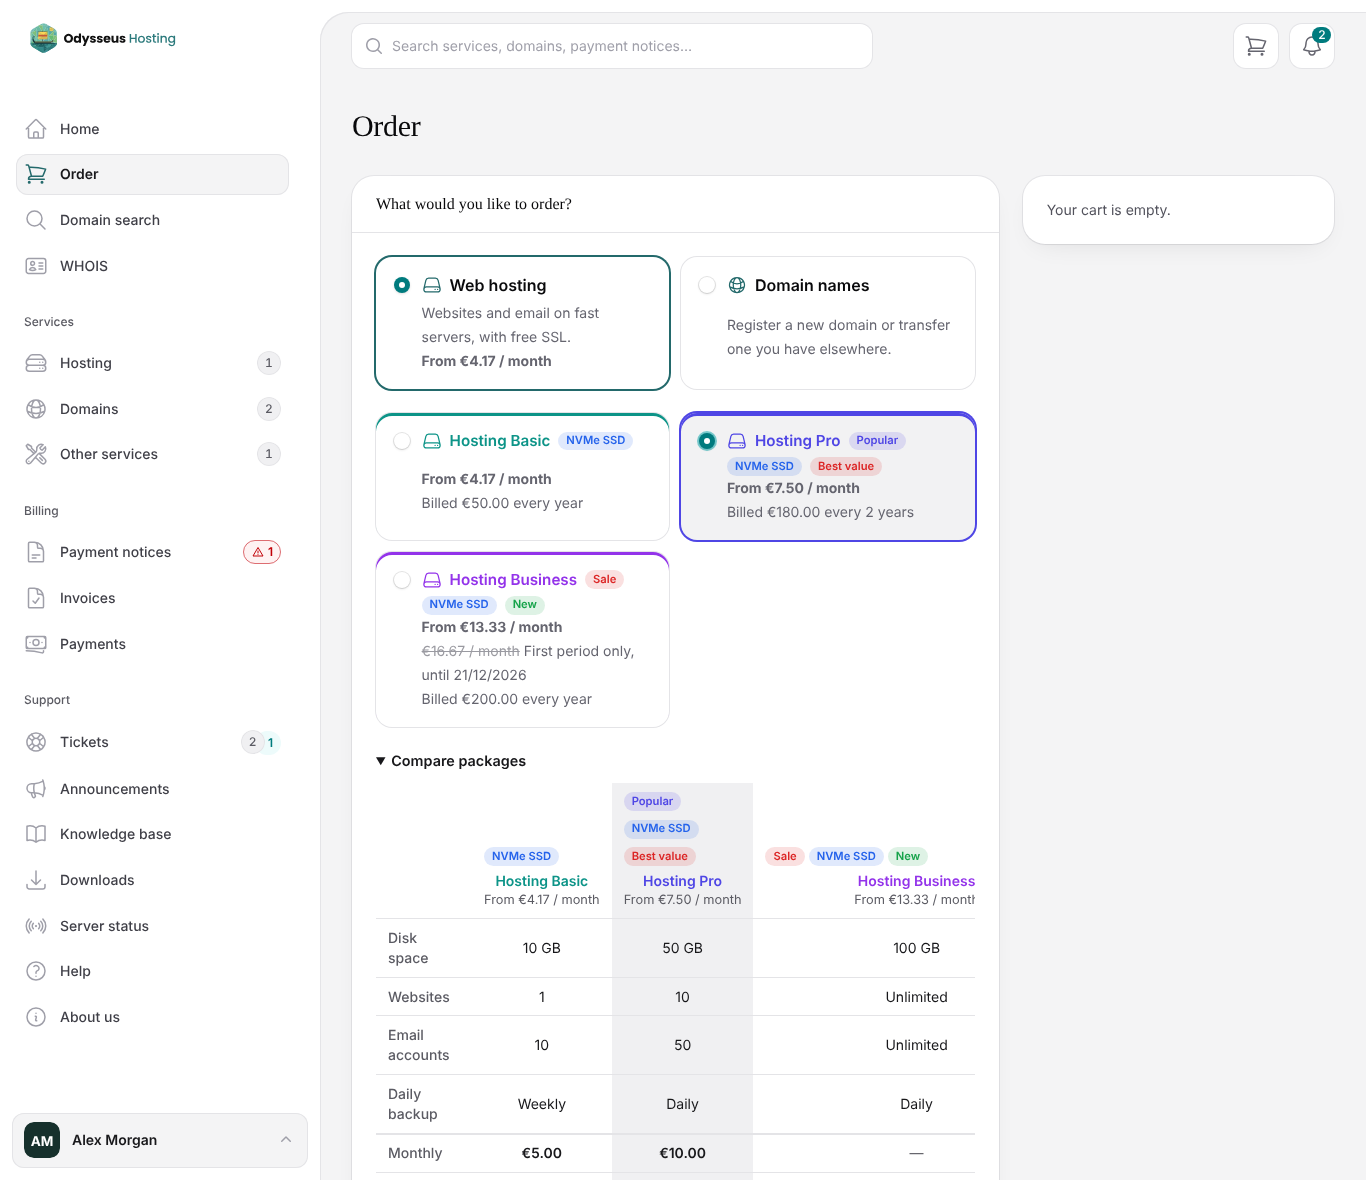 Odysseus Hosting
Search services, domains, payment notices...
2
Home
Order
Domain search
WHOIS
Services
Hosting 1
Domains 2
Other services 1
Billing
Payment notices 1
Invoices
Payments
Support
Tickets 2 1
Announcements
Knowledge base
Downloads
Server status
Help
About us
AM Alex Morgan
Order
What would you like to order?
Web hosting
Websites and email on fast
servers, with free SSL.
From €4.17 / month
Domain names
Register a new domain or transfer
one you have elsewhere.
Hosting Basic NVMe SSD
From €4.17 / month
Billed €50.00 every year
Hosting Pro Popular
NVMe SSD Best value
From €7.50 / month
Billed €180.00 every 2 years
Hosting Business Sale
NVMe SSD New
From €13.33 / month
€16.67 / month First period only,
until 21/12/2026
Billed €200.00 every year
Compare packages
Popular
NVMe SSD
NVMe SSD Best value Sale NVMe SSD New
Hosting Basic Hosting Pro Hosting Business
From €4.17 / month From €7.50 / month From €13.33 / month
Disk
space 10 GB 50 GB 100 GB
Websites 1 10 Unlimited
Email
accounts 10 50 Unlimited
Daily
backup Weekly Daily Daily
Monthly €5.00 €10.00 —
Your cart is empty.